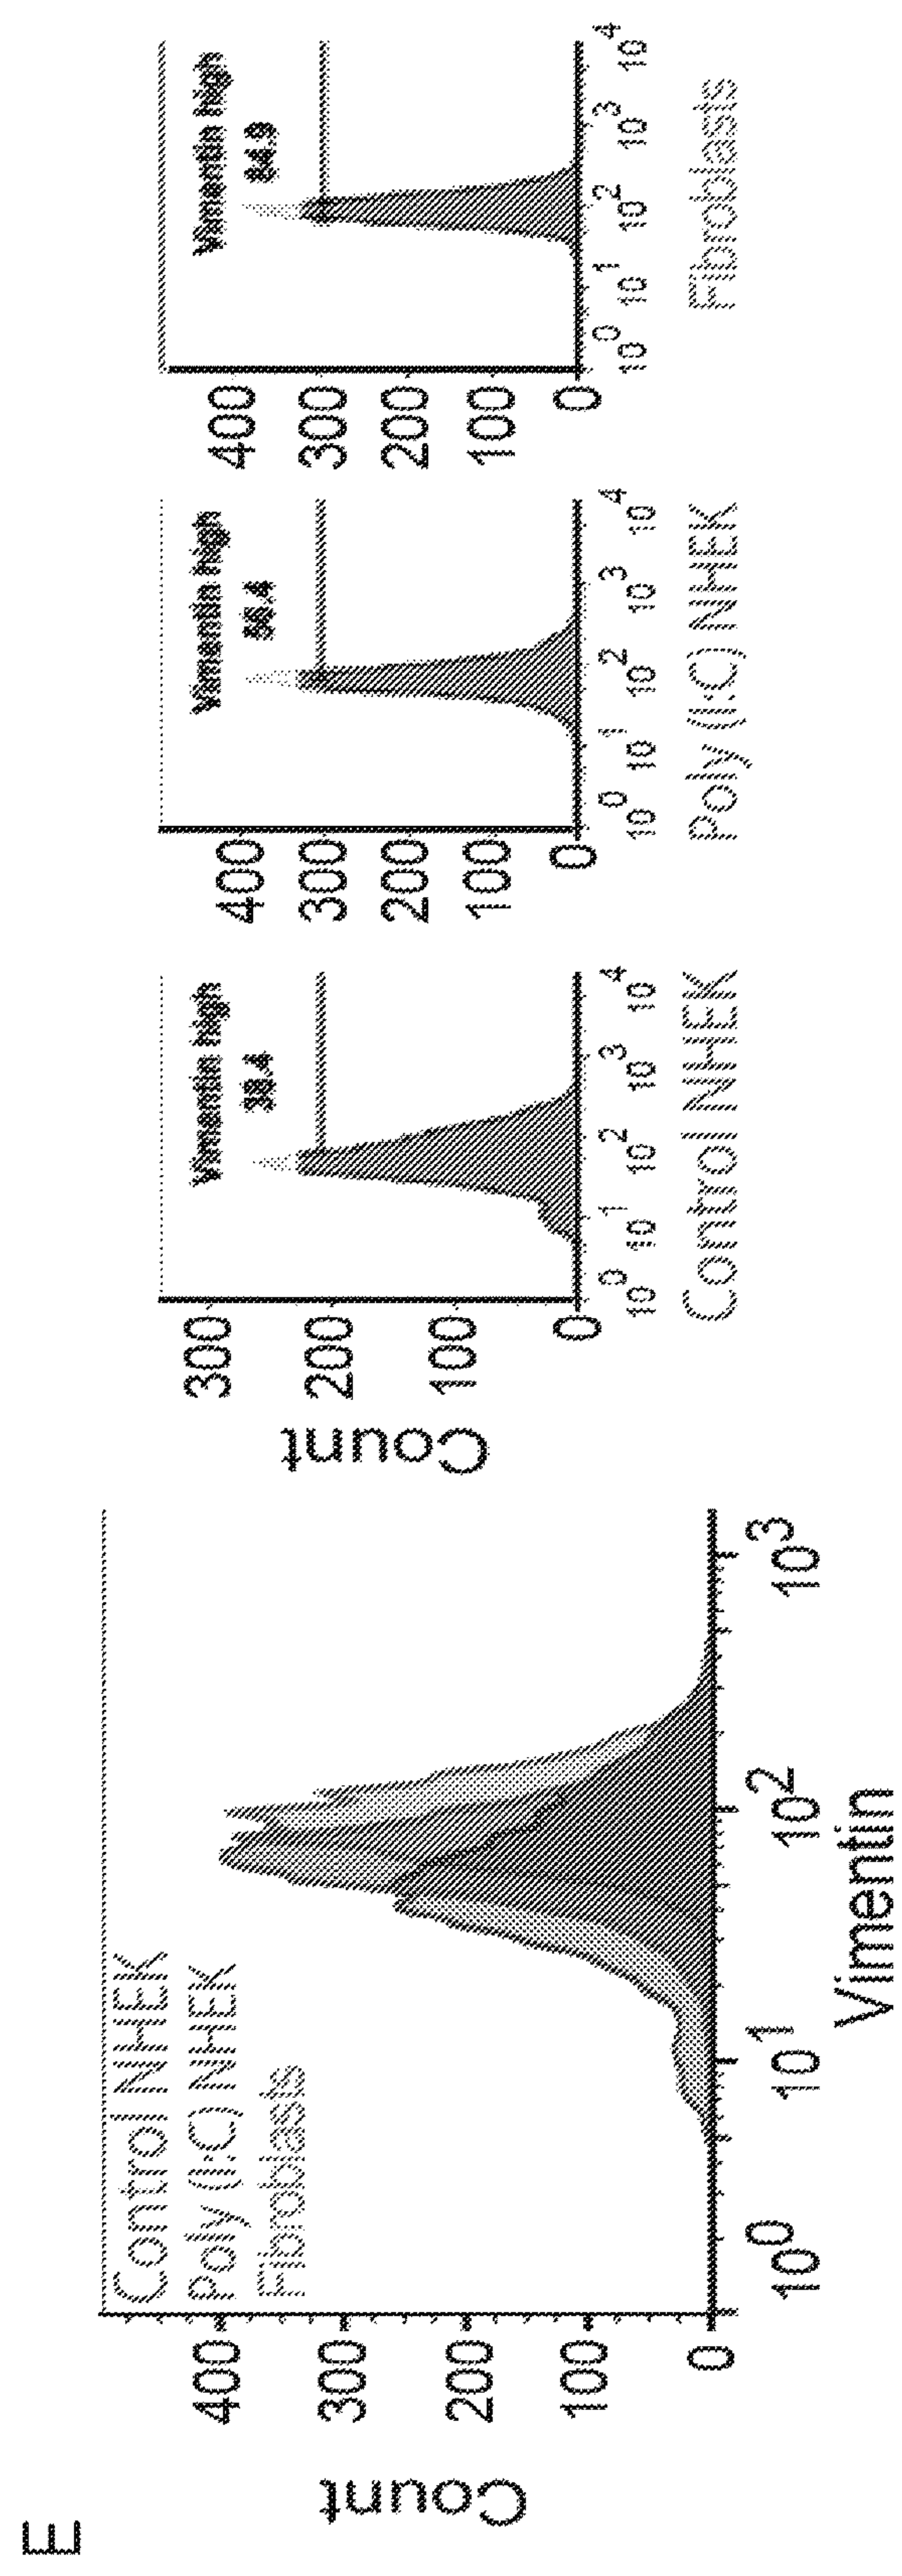 E
Count
400
300
200
100
0
Control NHEK
Poly (I:C) NHEK
Fibroblasts
10^0 10^1 10^2 10^3
Vimentin
Count
300
200
100
0
Vimentin high
10^0 10^1 10^2 10^3 10^4
Control NHEK
400
300
200
100
0
Vimentin high
10^0 10^1 10^2 10^3 10^4
Poly (I:C) NHEK
400
300
200
100
0
Vimentin high
10^0 10^1 10^2 10^3 10^4
Fibroblasts